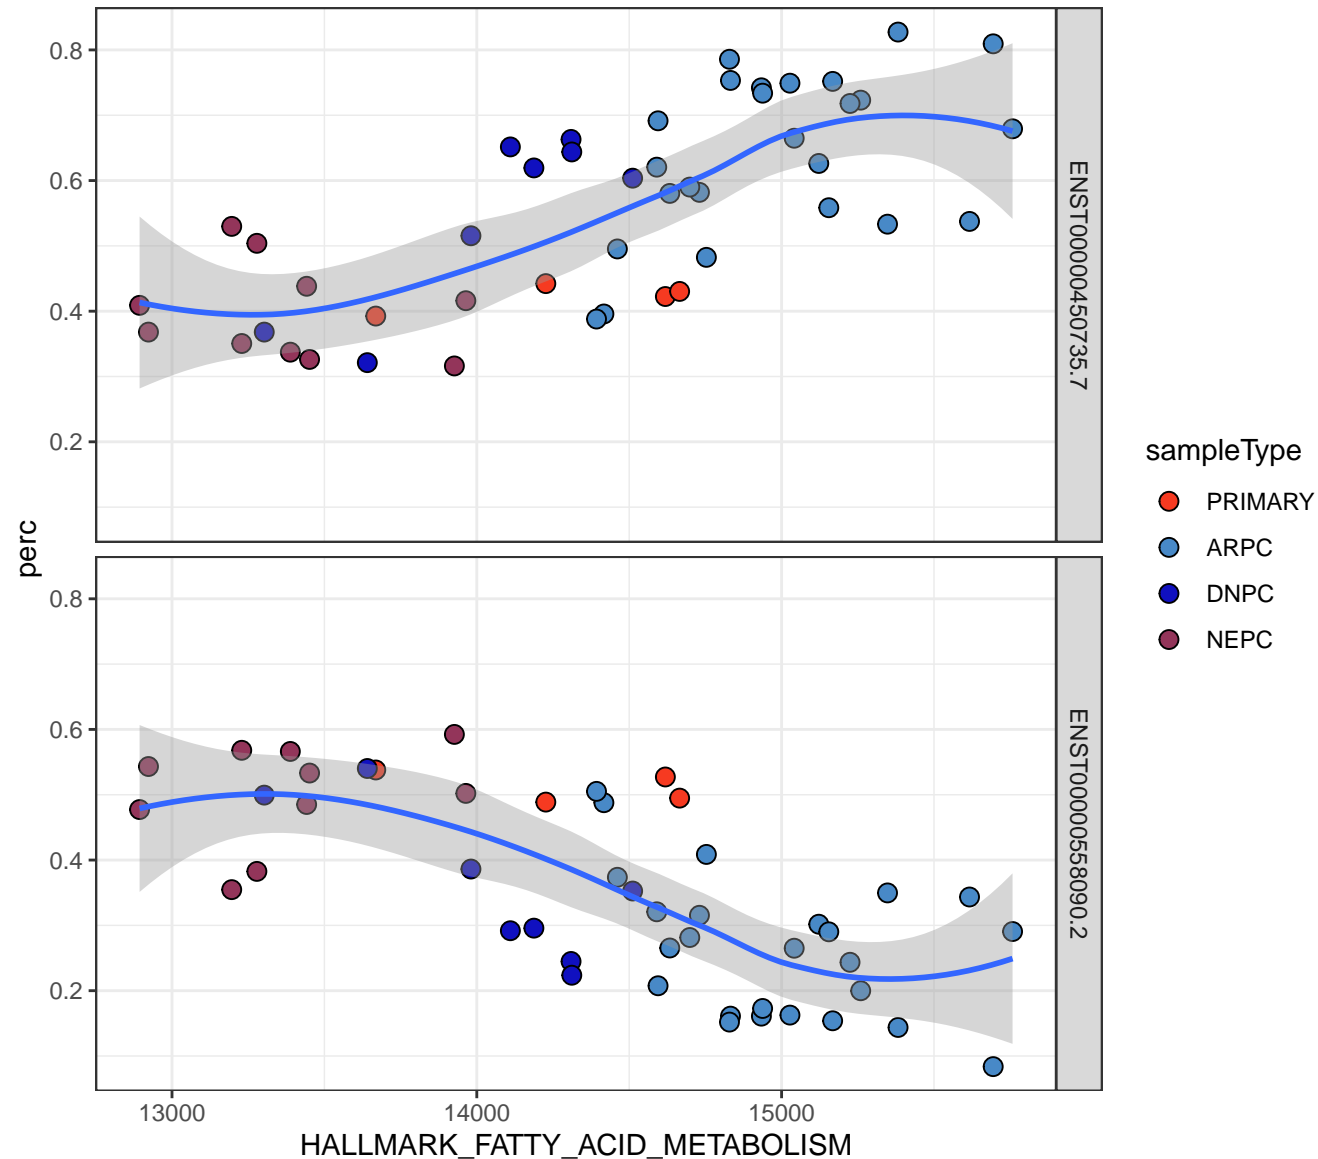 perc
0.8
0.6
0.4
0.2
ENST00000450735.7
0.8
0.6
0.4
0.2
ENST00000558090.2
13000
14000
15000
HALLMARK_FATTY_ACID_METABOLISM
sampleType
PRIMARY
ARPC
DNPC
NEPC